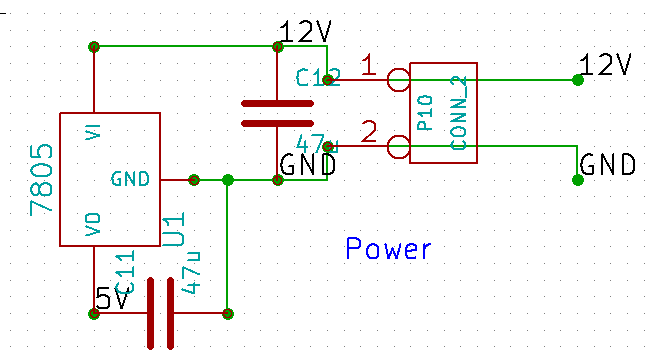 12V
C12
1
12V
P10
CONN_2
47u
2
GND
GND
7805
VI
GND
VO
U1
Power
C11
47u
5V